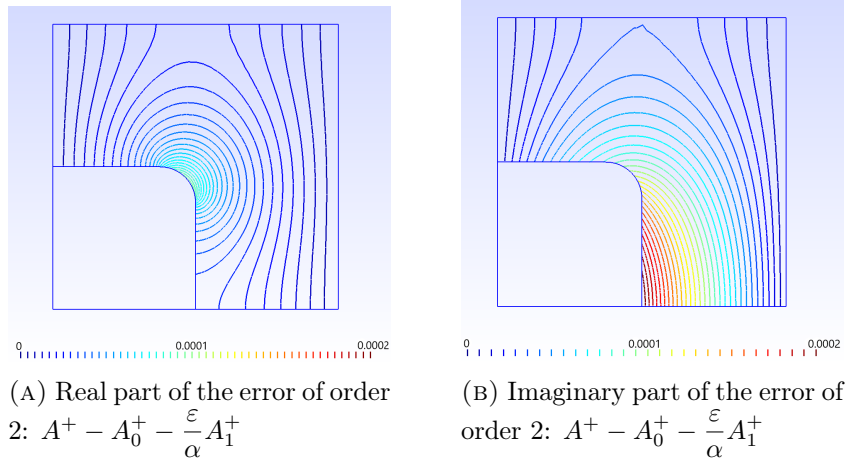 0 0.0001 0.0002
(A) Real part of the error of order
2: A⁺ − A₀⁺ − ε/α A₁⁺
0 0.0001 0.0002
(B) Imaginary part of the error of
order 2: A⁺ − A₀⁺ − ε/α A₁⁺